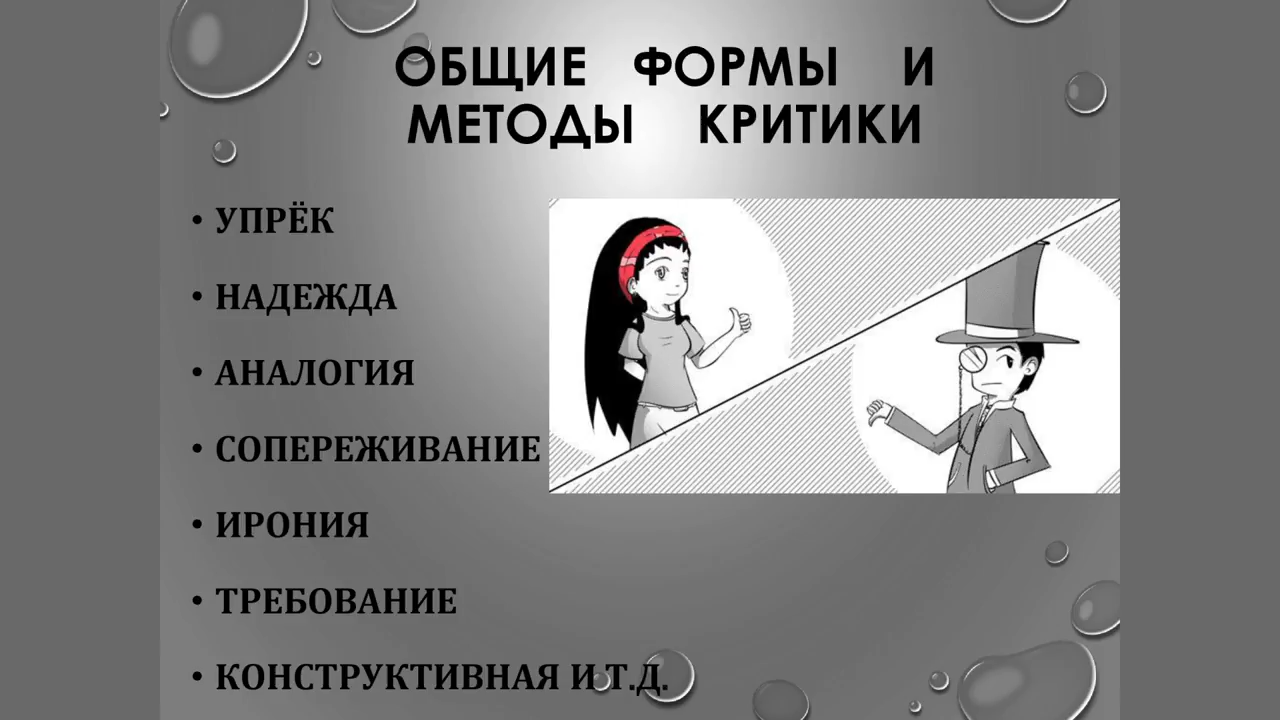 ОБЩИЕ ФОРМЫ И
МЕТОДЫ КРИТИКИ
• УПРЁК
• НАДЕЖДА
• АНАЛОГИЯ
• СОПЕРЕЖИВАНИЕ
• ИРОНИЯ
• ТРЕБОВАНИЕ
• КОНСТРУКТИВНАЯ И Т.Д.